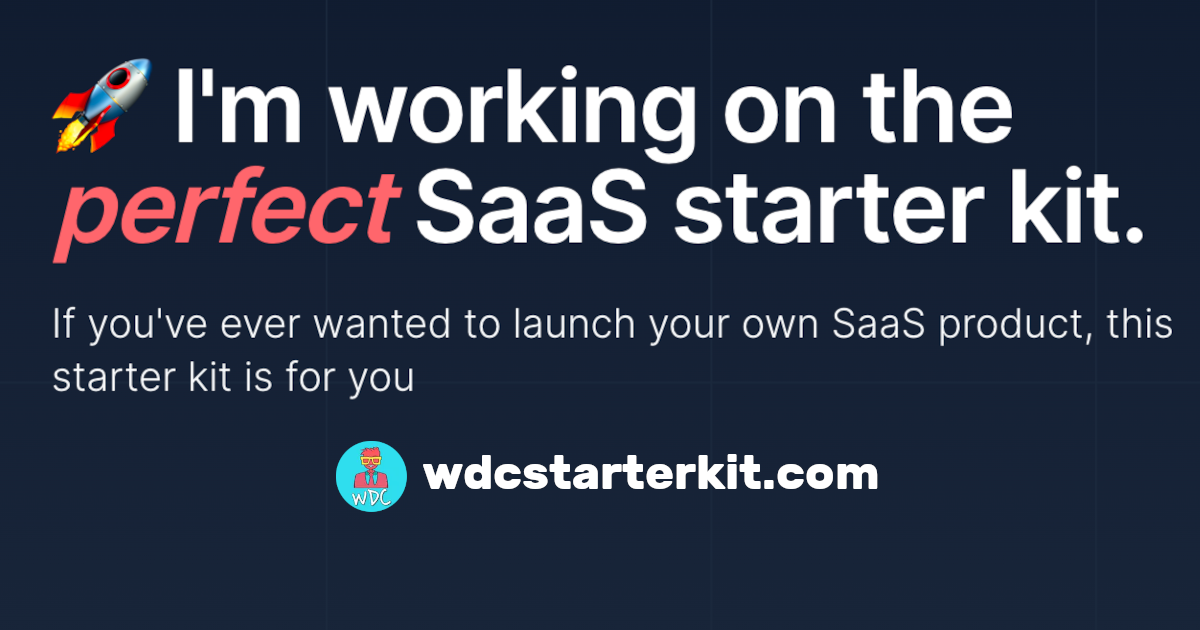 🚀 I'm working on the
perfect SaaS starter kit.
If you've ever wanted to launch your own SaaS product, this
starter kit is for you
WDC
wdcstarterkit.com